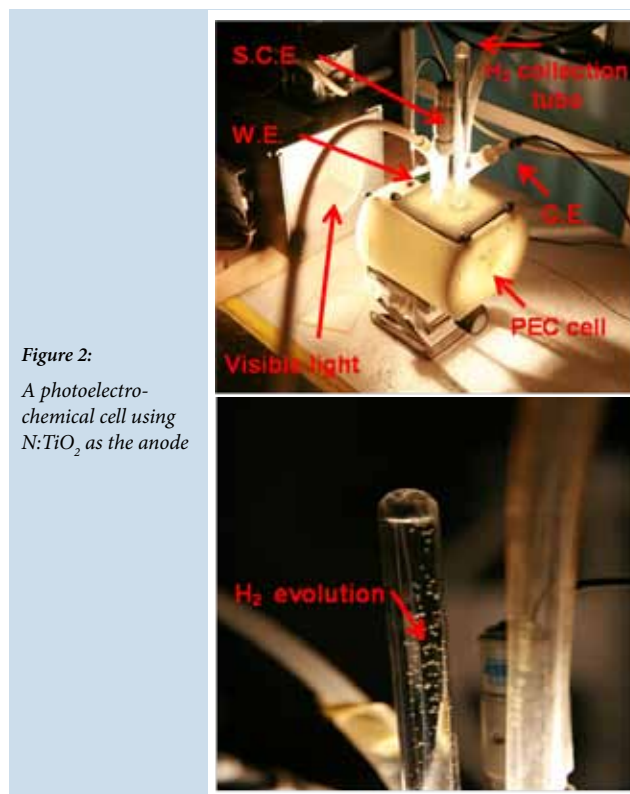 Figure 2:
A photoelectro-
chemical cell using
N:TiO₂ as the anode
S.C.E.
H₂ collection
tube
W.E.
C.E.
PEC cell
Visible light
H₂ evolution